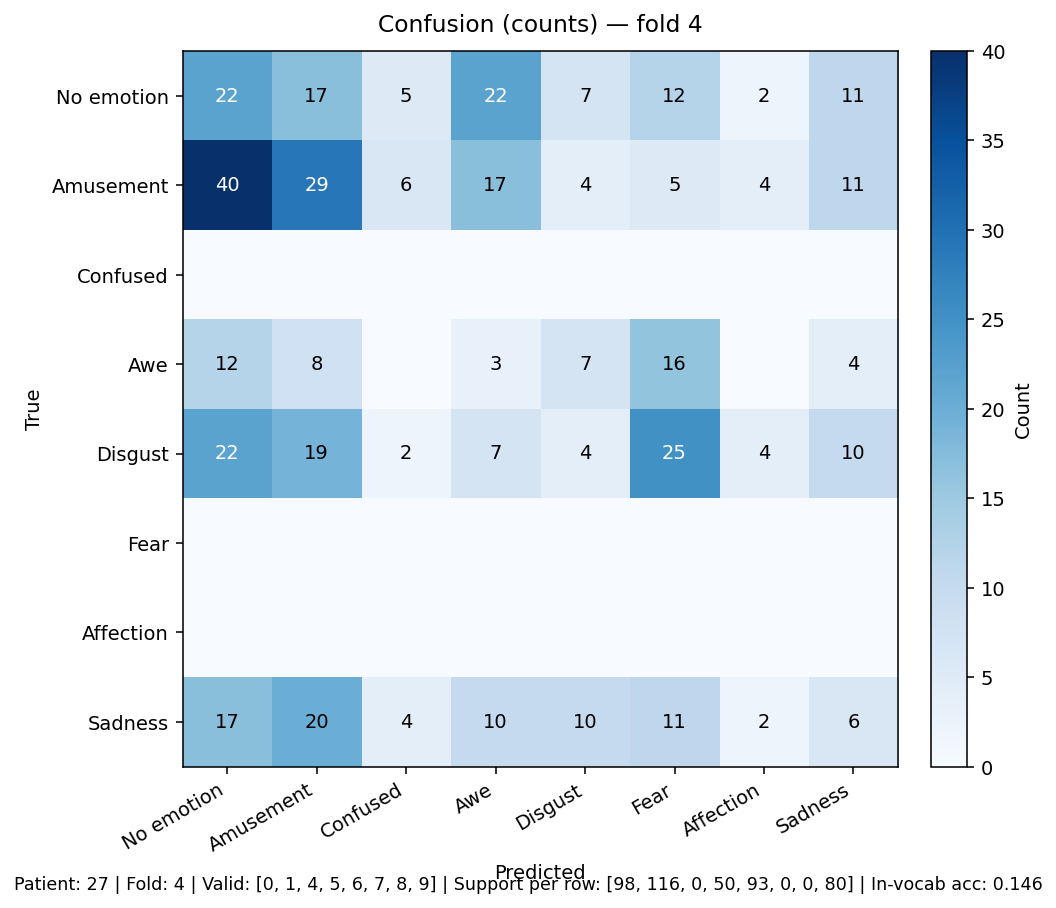 Confusion (counts) — fold 4
No emotion 22 17 5 22 7 12 2 11
Amusement 40 29 6 17 4 5 4 11
Confused
Awe 12 8 3 7 16 4
Disgust 22 19 2 7 4 25 4 10
Fear
Affection
Sadness 17 20 4 10 10 11 2 6
True
No emotion Amusement Confused Awe Disgust Fear Affection Sadness
Predicted
40
35
30
25
20
15
10
5
0
Count
Patient: 27 | Fold: 4 | Valid: [0, 1, 4, 5, 6, 7, 8, 9] | Support per row: [98, 116, 0, 50, 93, 0, 0, 80] | In-vocab acc: 0.146